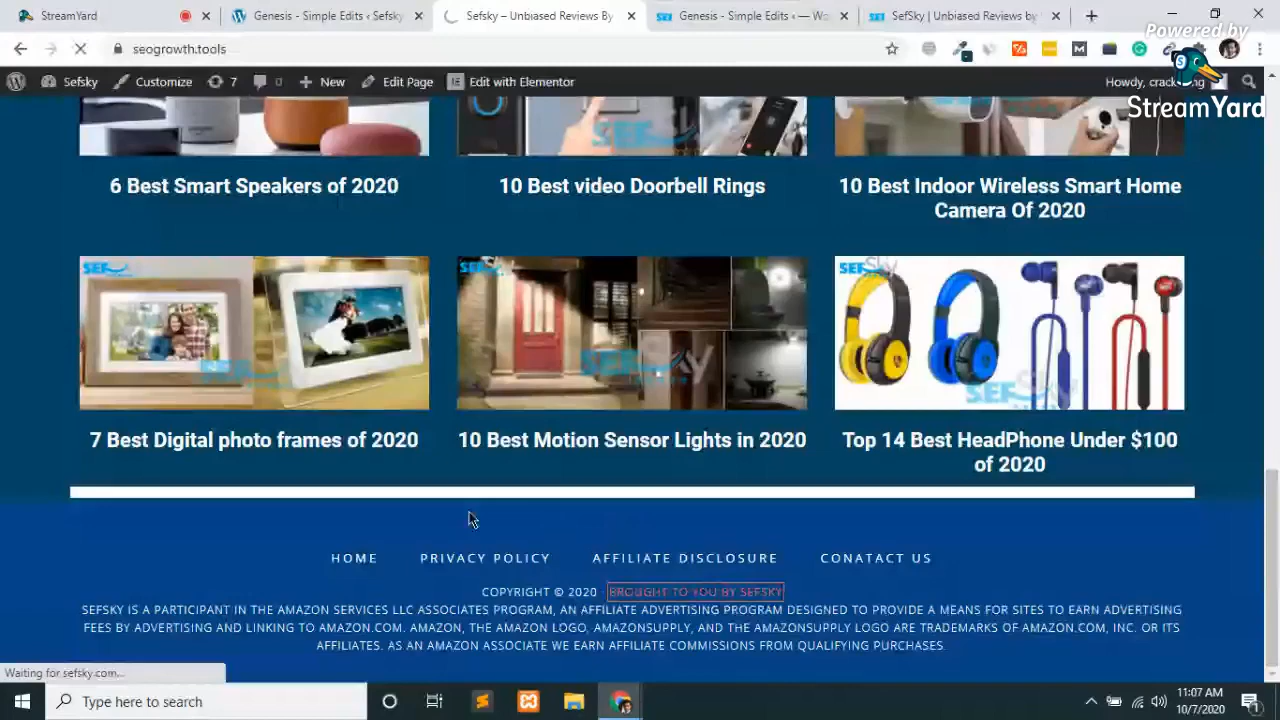 StreamYard
Genesis - Simple Edits ‹ Sefsky
Sefsky – Unbiased Reviews By
Genesis - Simple Edits ‹ — Wo
SefSky | Unbiased Reviews by
Powered by
seogrowth.tools
StreamYard
Sefsky
Customize
7
0
New
Edit Page
Edit with Elementor
Howdy,
6 Best Smart Speakers of 2020
10 Best video Doorbell Rings
10 Best Indoor Wireless Smart Home
Camera Of 2020
7 Best Digital photo frames of 2020
10 Best Motion Sensor Lights in 2020
Top 14 Best HeadPhone Under $100
of 2020
HOME
PRIVACY POLICY
AFFILIATE DISCLOSURE
CONATACT US
COPYRIGHT © 2020 BROUGHT TO YOU BY SEFSKY
SEFSKY IS A PARTICIPANT IN THE AMAZON SERVICES LLC ASSOCIATES PROGRAM, AN AFFILIATE ADVERTISING PROGRAM DESIGNED TO PROVIDE A MEANS FOR SITES TO EARN ADVERTISING
FEES BY ADVERTISING AND LINKING TO AMAZON.COM. AMAZON, THE AMAZON LOGO, AMAZONSUPPLY, AND THE AMAZONSUPPLY LOGO ARE TRADEMARKS OF AMAZON.COM, INC. OR ITS
AFFILIATES. AS AN AMAZON ASSOCIATE WE EARN AFFILIATE COMMISSIONS FROM QUALIFYING PURCHASES.
Waiting for sefsky.com...
Type here to search
11:07 AM
10/7/2020